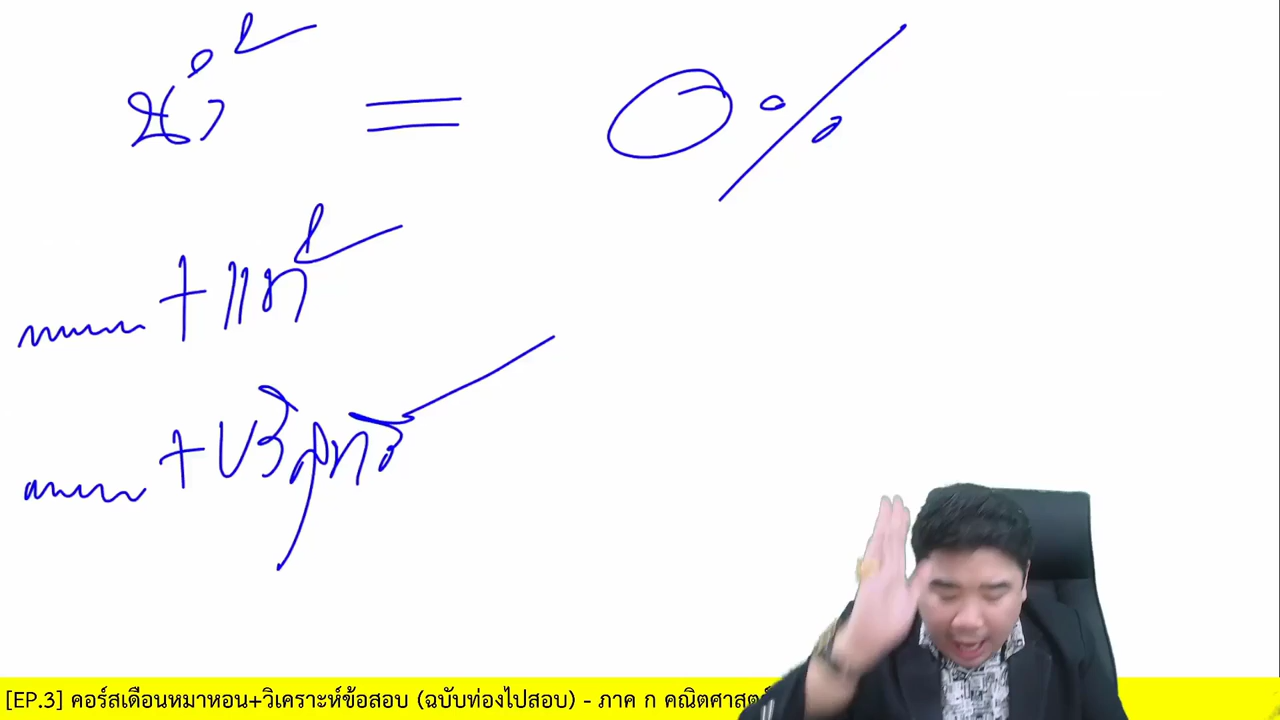 น้ำ = 0%
+ แท้
+ บริสุทธิ์
[EP.3] คอร์สเดือนหมาหอน+วิเคราะห์ข้อสอบ (ฉบับท่องไปสอบ) - ภาค ก คณิตศาสตร์